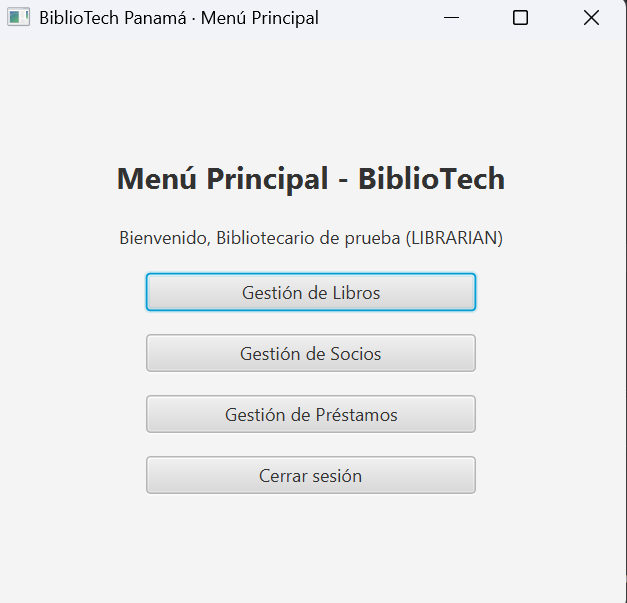 BiblioTech Panamá · Menú Principal
Menú Principal - BiblioTech
Bienvenido, Bibliotecario de prueba (LIBRARIAN)
Gestión de Libros
Gestión de Socios
Gestión de Préstamos
Cerrar sesión